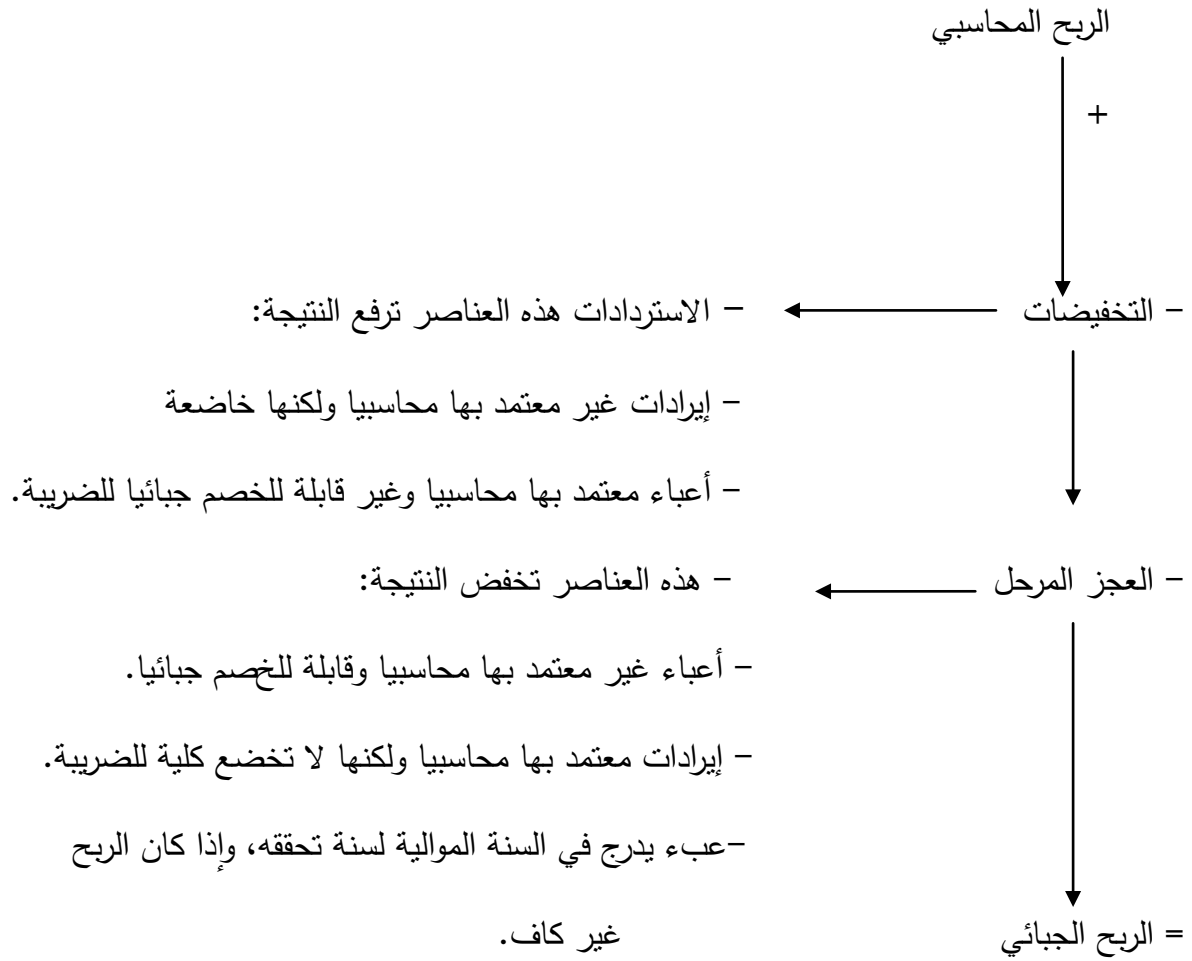 الربح المحاسبي
+
- التخفيضات
- الاستردادات هذه العناصر ترفع النتيجة:
- إيرادات غير معتمد بها محاسبيا ولكنها خاضعة
- أعباء معتمد بها محاسبيا وغير قابلة للخصم جبائيا للضريبة.
- العجز المرحل
- هذه العناصر تخفض النتيجة:
- أعباء غير معتمد بها محاسبيا وقابلة للخصم جبائيا.
- إيرادات معتمد بها محاسبيا ولكنها لا تخضع كلية للضريبة.
-عبء يدرج في السنة الموالية لسنة تحققه، وإذا كان الربح
= الربح الجبائي
غير كاف.